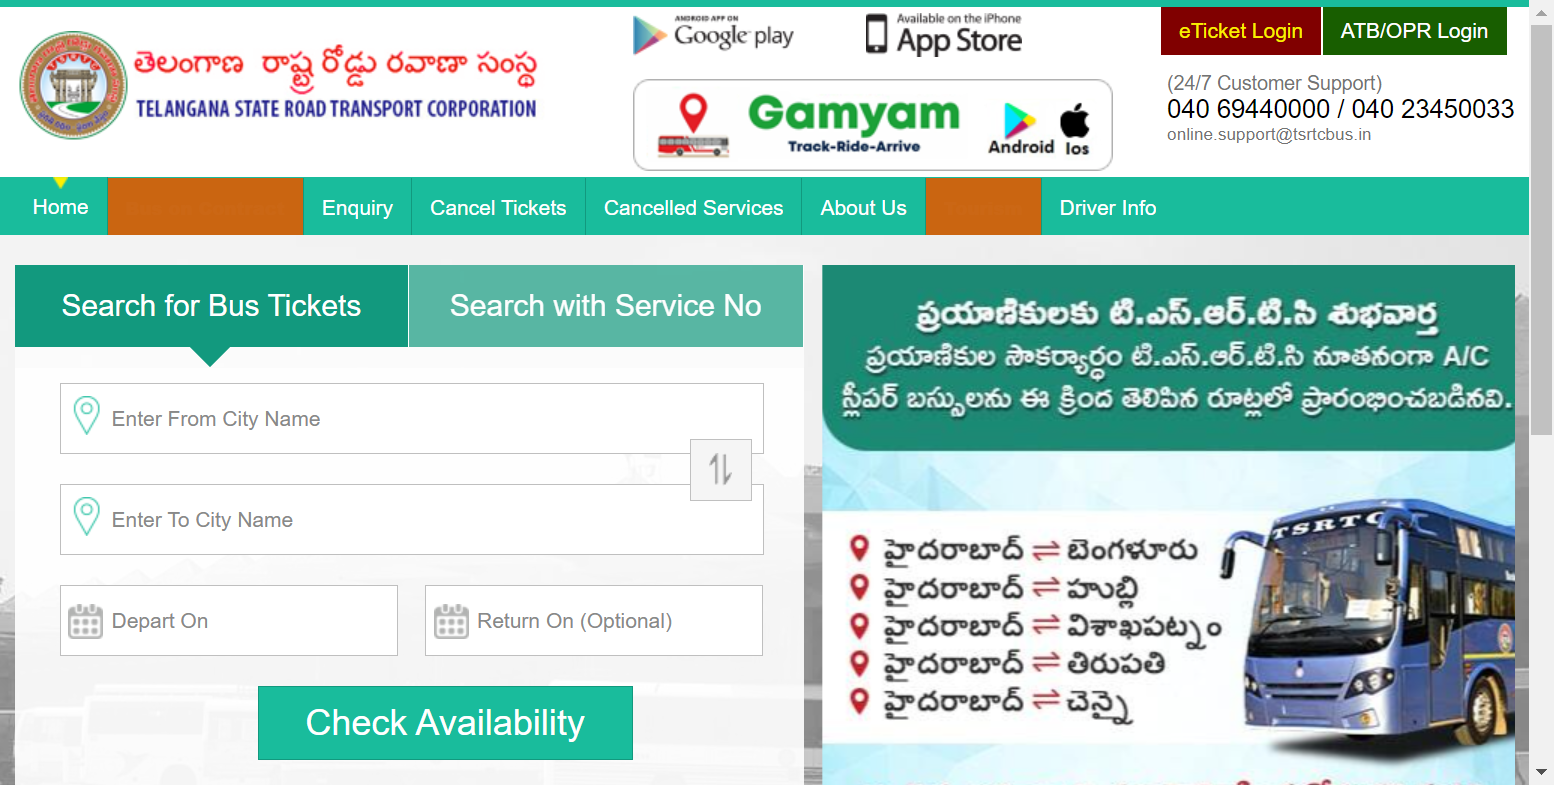 తెలంగాణ రాష్ట్ర రోడ్డు రవాణా సంస్థ
TELANGANA STATE ROAD TRANSPORT CORPORATION
ANDROID APP ON
Google play
Available on the iPhone
App Store
Gamyam
Track-Ride-Arrive
Android Ios
eTicket Login ATB/OPR Login
(24/7 Customer Support)
040 69440000 / 040 23450033
online.support@tsrtcbus.in
Home Enquiry Cancel Tickets Cancelled Services About Us Driver Info
Search for Bus Tickets Search with Service No
Enter From City Name
Enter To City Name
Depart On Return On (Optional)
Check Availability
ప్రయాణికులకు టి.ఎస్.ఆర్.టి.సి శుభవార్త
ప్రయాణికుల సౌకర్యార్థం టి.ఎస్.ఆర్.టి.సి నూతనంగా A/C
స్లీపర్ బస్సులను ఈ క్రింద తెలిపిన రూట్లలో ప్రారంభించబడినవి.
TSRTC
హైదరాబాద్ ⇌ బెంగళూరు
హైదరాబాద్ ⇌ హుబ్లి
హైదరాబాద్ ⇌ విశాఖపట్నం
హైదరాబాద్ ⇌ తిరుపతి
హైదరాబాద్ ⇌ చెన్నై